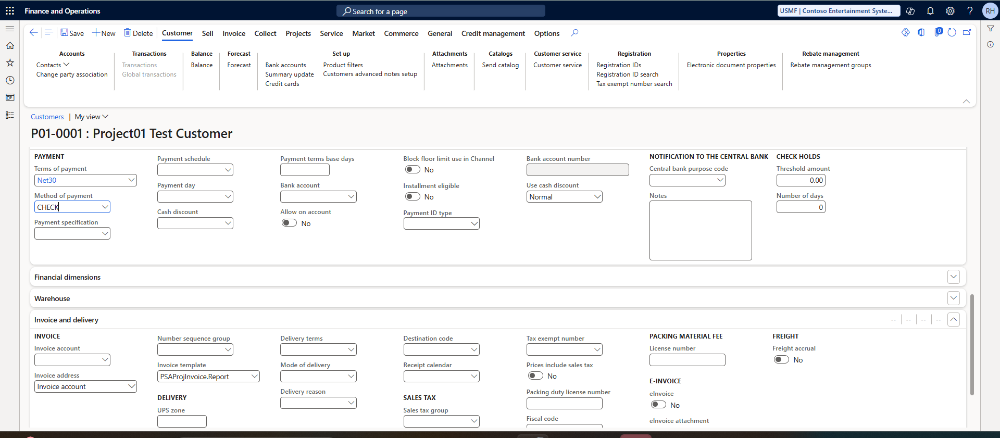 Finance and Operations
Search for a page
USMF | Contoso Entertainment Syste...
RH
Save
New
Delete
Customer
Sell
Invoice
Collect
Projects
Service
Market
Commerce
General
Credit management
Options
0
Accounts
Contacts
Change party association
Transactions
Transactions
Global transactions
Balance
Balance
Forecast
Forecast
Set up
Bank accounts
Summary update
Credit cards
Product filters
Customers advanced notes setup
Attachments
Attachments
Catalogs
Send catalog
Customer service
Customer service
Registration
Registration IDs
Registration ID search
Tax exempt number search
Properties
Electronic document properties
Rebate management
Rebate management groups
Customers | My view
P01-0001 : Project01 Test Customer
PAYMENT
Terms of payment
Net30
Method of payment
CHECK
Payment specification
Payment schedule
Payment day
Cash discount
Payment terms base days
Bank account
Allow on account
No
Block floor limit use in Channel
No
Installment eligible
No
Payment ID type
Bank account number
Use cash discount
Normal
NOTIFICATION TO THE CENTRAL BANK
Central bank purpose code
Notes
CHECK HOLDS
Threshold amount
0.00
Number of days
0
Financial dimensions
Warehouse
Invoice and delivery
-- | -- | -- | --
INVOICE
Invoice account
Invoice address
Invoice account
Number sequence group
Invoice template
PSAProjInvoice.Report
DELIVERY
UPS zone
Delivery terms
Mode of delivery
Delivery reason
Destination code
Receipt calendar
SALES TAX
Sales tax group
Tax exempt number
Prices include sales tax
No
Packing duty license number
Fiscal code
PACKING MATERIAL FEE
License number
E-INVOICE
eInvoice
No
eInvoice attachment
FREIGHT
Freight accrual
No